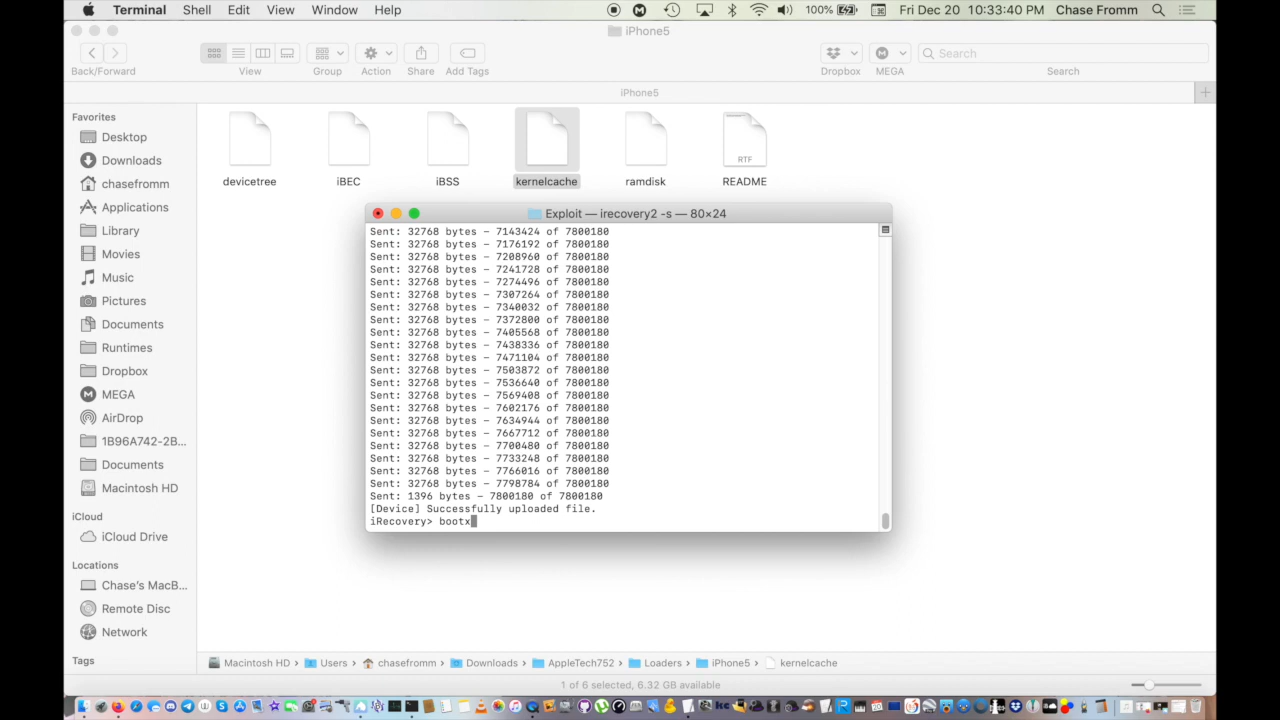 Terminal Shell Edit View Window Help 100% Fri Dec 20 10:33:40 PM Chase Fromm
iPhone5
Back/Forward View Group Action Share Add Tags Dropbox MEGA Search
Search
iPhone5
Favorites
Desktop
Downloads
chasefromm
Applications
Library
Movies
Music
Pictures
Documents
Runtimes
Dropbox
MEGA
AirDrop
1B96A742-2B...
Documents
Macintosh HD
iCloud
iCloud Drive
Locations
Chase's MacB...
Remote Disc
Network
Tags
RTF
devicetree iBEC iBSS kernelcache ramdisk README
Exploit — irecovery2 -s — 80×24
Sent: 32768 bytes - 7143424 of 7800180
Sent: 32768 bytes - 7176192 of 7800180
Sent: 32768 bytes - 7208960 of 7800180
Sent: 32768 bytes - 7241728 of 7800180
Sent: 32768 bytes - 7274496 of 7800180
Sent: 32768 bytes - 7307264 of 7800180
Sent: 32768 bytes - 7340032 of 7800180
Sent: 32768 bytes - 7372800 of 7800180
Sent: 32768 bytes - 7405568 of 7800180
Sent: 32768 bytes - 7438336 of 7800180
Sent: 32768 bytes - 7471104 of 7800180
Sent: 32768 bytes - 7503872 of 7800180
Sent: 32768 bytes - 7536640 of 7800180
Sent: 32768 bytes - 7569408 of 7800180
Sent: 32768 bytes - 7602176 of 7800180
Sent: 32768 bytes - 7634944 of 7800180
Sent: 32768 bytes - 7667712 of 7800180
Sent: 32768 bytes - 7700480 of 7800180
Sent: 32768 bytes - 7733248 of 7800180
Sent: 32768 bytes - 7766016 of 7800180
Sent: 32768 bytes - 7798784 of 7800180
Sent: 1396 bytes - 7800180 of 7800180
[Device] Successfully uploaded file.
iRecovery> bootx
Macintosh HD › Users › chasefromm › Downloads › AppleTech752 › Loaders › iPhone5 › kernelcache
1 of 6 selected, 6.32 GB available